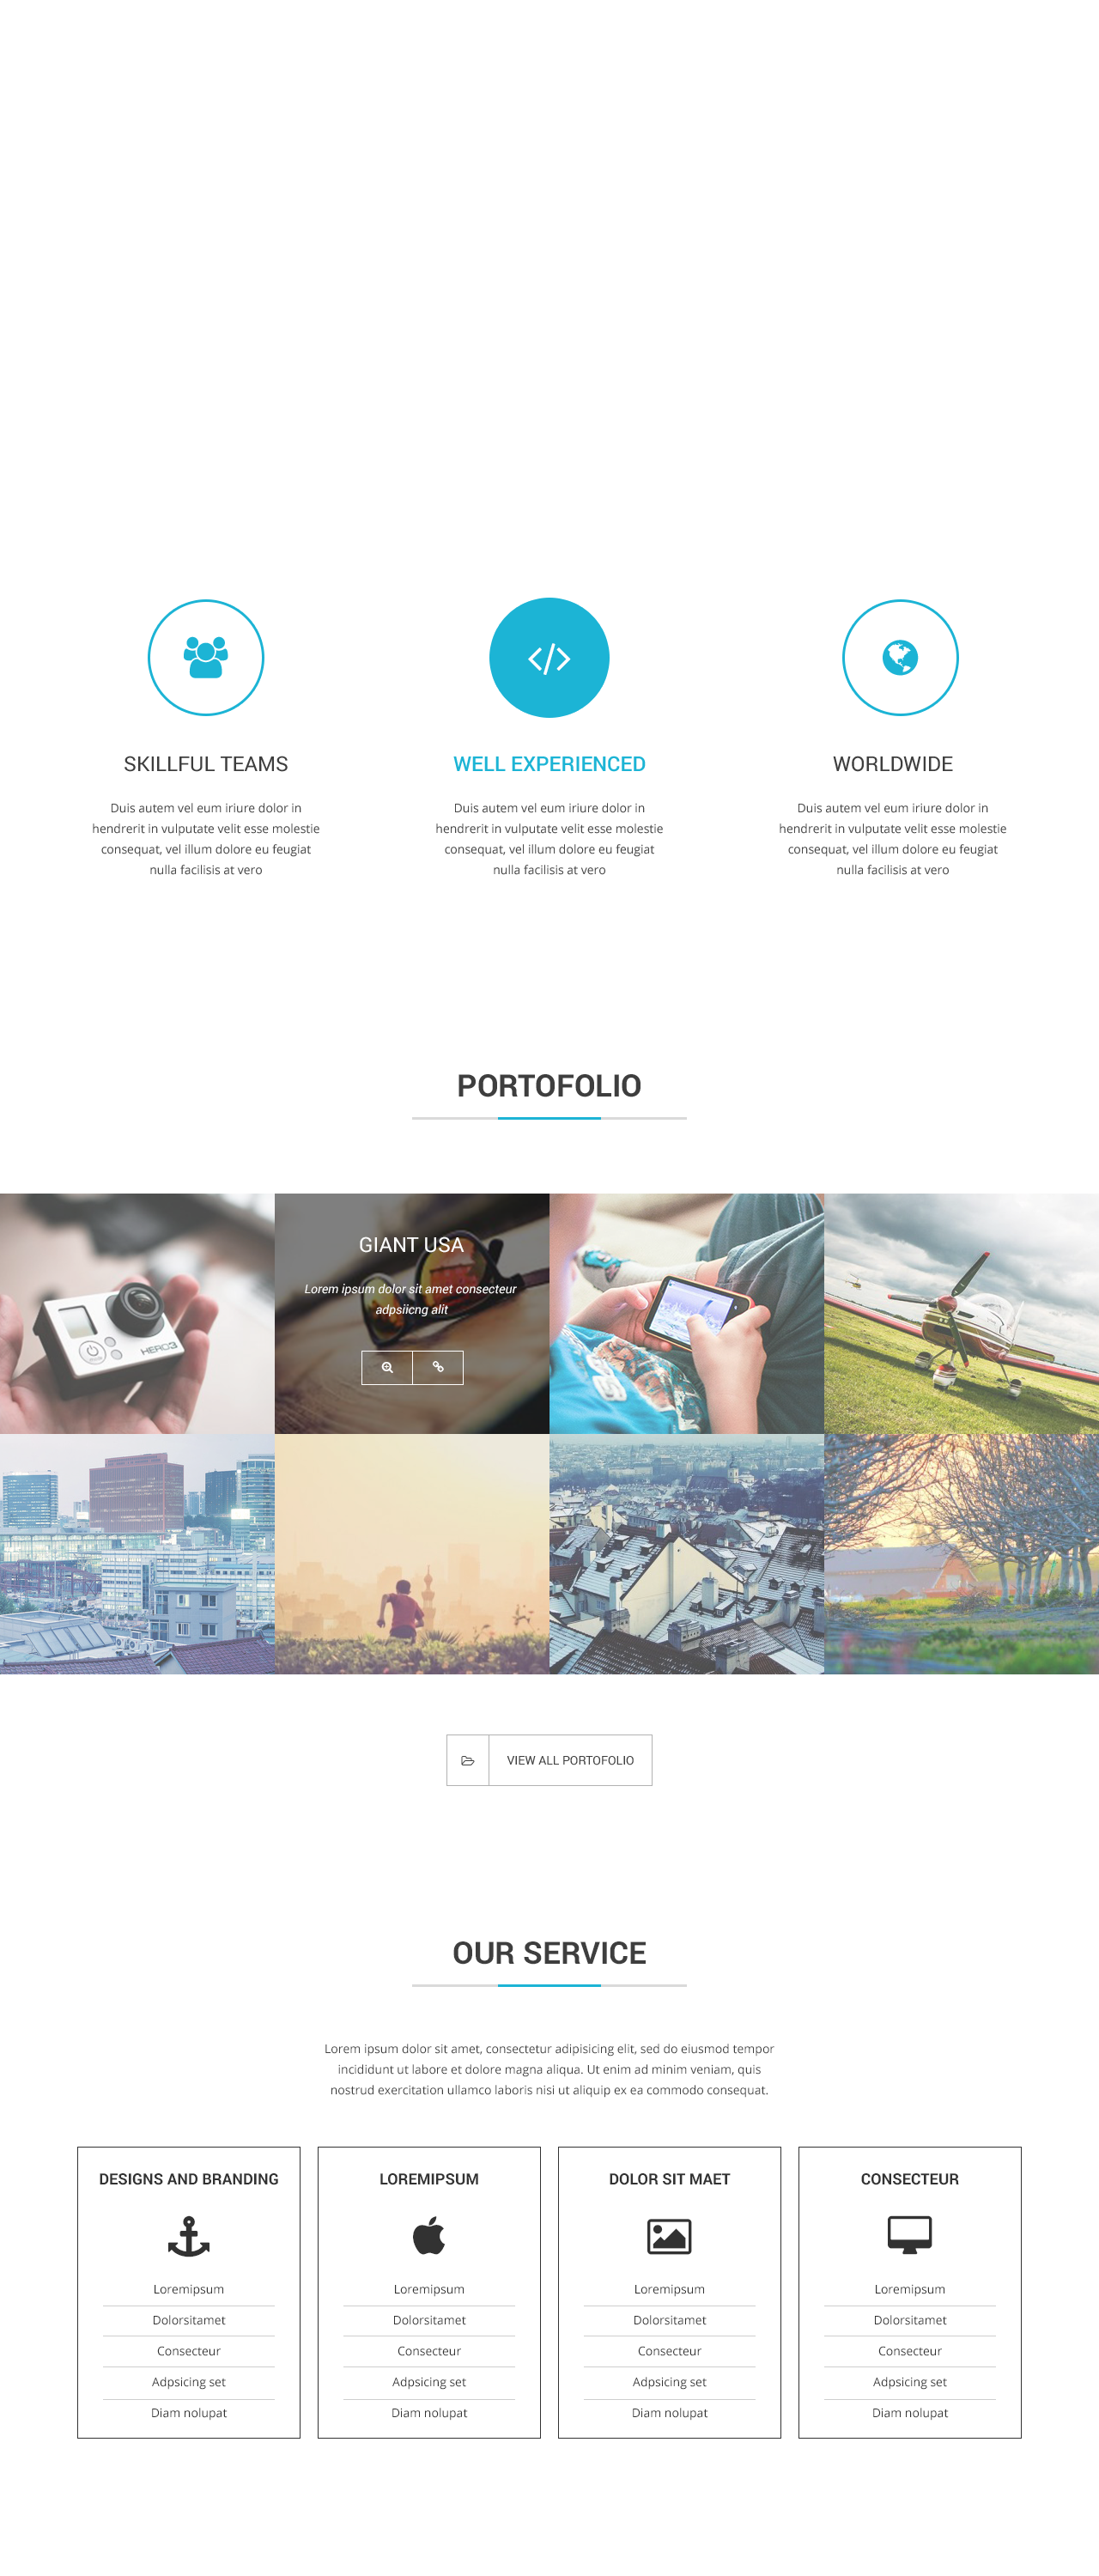 SKILLFUL TEAMS
Duis autem vel eum iriure dolor in
hendrerit in vulputate velit esse molestie
consequat, vel illum dolore eu feugiat
nulla facilisis at vero
WELL EXPERIENCED
Duis autem vel eum iriure dolor in
hendrerit in vulputate velit esse molestie
consequat, vel illum dolore eu feugiat
nulla facilisis at vero
WORLDWIDE
Duis autem vel eum iriure dolor in
hendrerit in vulputate velit esse molestie
consequat, vel illum dolore eu feugiat
nulla facilisis at vero
PORTOFOLIO
HERO3
GIANT USA
Lorem ipsum dolor sit amet consecteur
adpsiicng alit
VIEW ALL PORTOFOLIO
OUR SERVICE
Lorem ipsum dolor sit amet, consectetur adipisicing elit, sed do eiusmod tempor
incididunt ut labore et dolore magna aliqua. Ut enim ad minim veniam, quis
nostrud exercitation ullamco laboris nisi ut aliquip ex ea commodo consequat.
DESIGNS AND BRANDING
Loremipsum
Dolorsitamet
Consecteur
Adpsicing set
Diam nolupat
LOREMIPSUM
Loremipsum
Dolorsitamet
Consecteur
Adpsicing set
Diam nolupat
DOLOR SIT MAET
Loremipsum
Dolorsitamet
Consecteur
Adpsicing set
Diam nolupat
CONSECTEUR
Loremipsum
Dolorsitamet
Consecteur
Adpsicing set
Diam nolupat